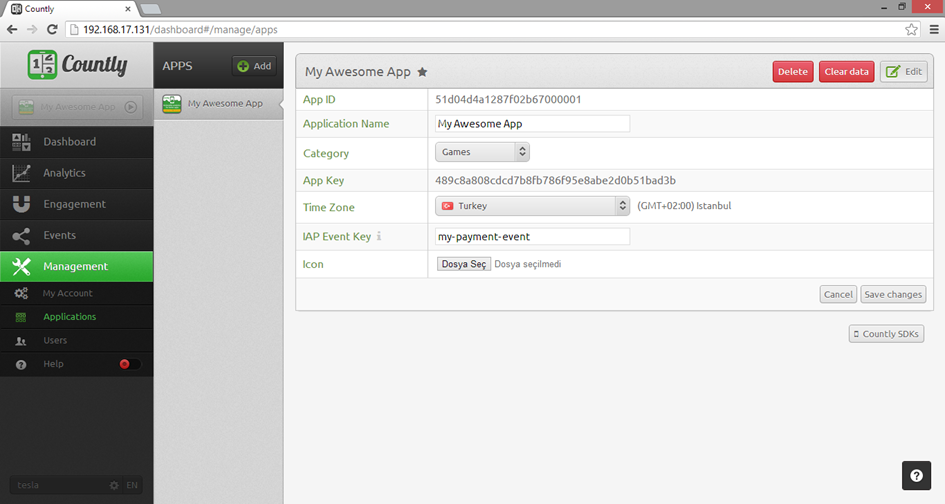 Countly
192.168.17.131/dashboard#/manage/apps
Countly
APPS
Add
My Awesome App
My Awesome App
Dashboard
Analytics
Engagement
Events
Management
My Account
Applications
Users
Help
tesla
EN
My Awesome App
Delete
Clear data
Edit
App ID 51d04d4a1287f02b67000001
Application Name My Awesome App
Category Games
App Key 489c8a808cdcd7b8fb786f95e8abe2d0b51bad3b
Time Zone Turkey (GMT+02:00) Istanbul
IAP Event Key my-payment-event
Icon Dosya Seç Dosya seçilmedi
Cancel Save changes
Countly SDKs